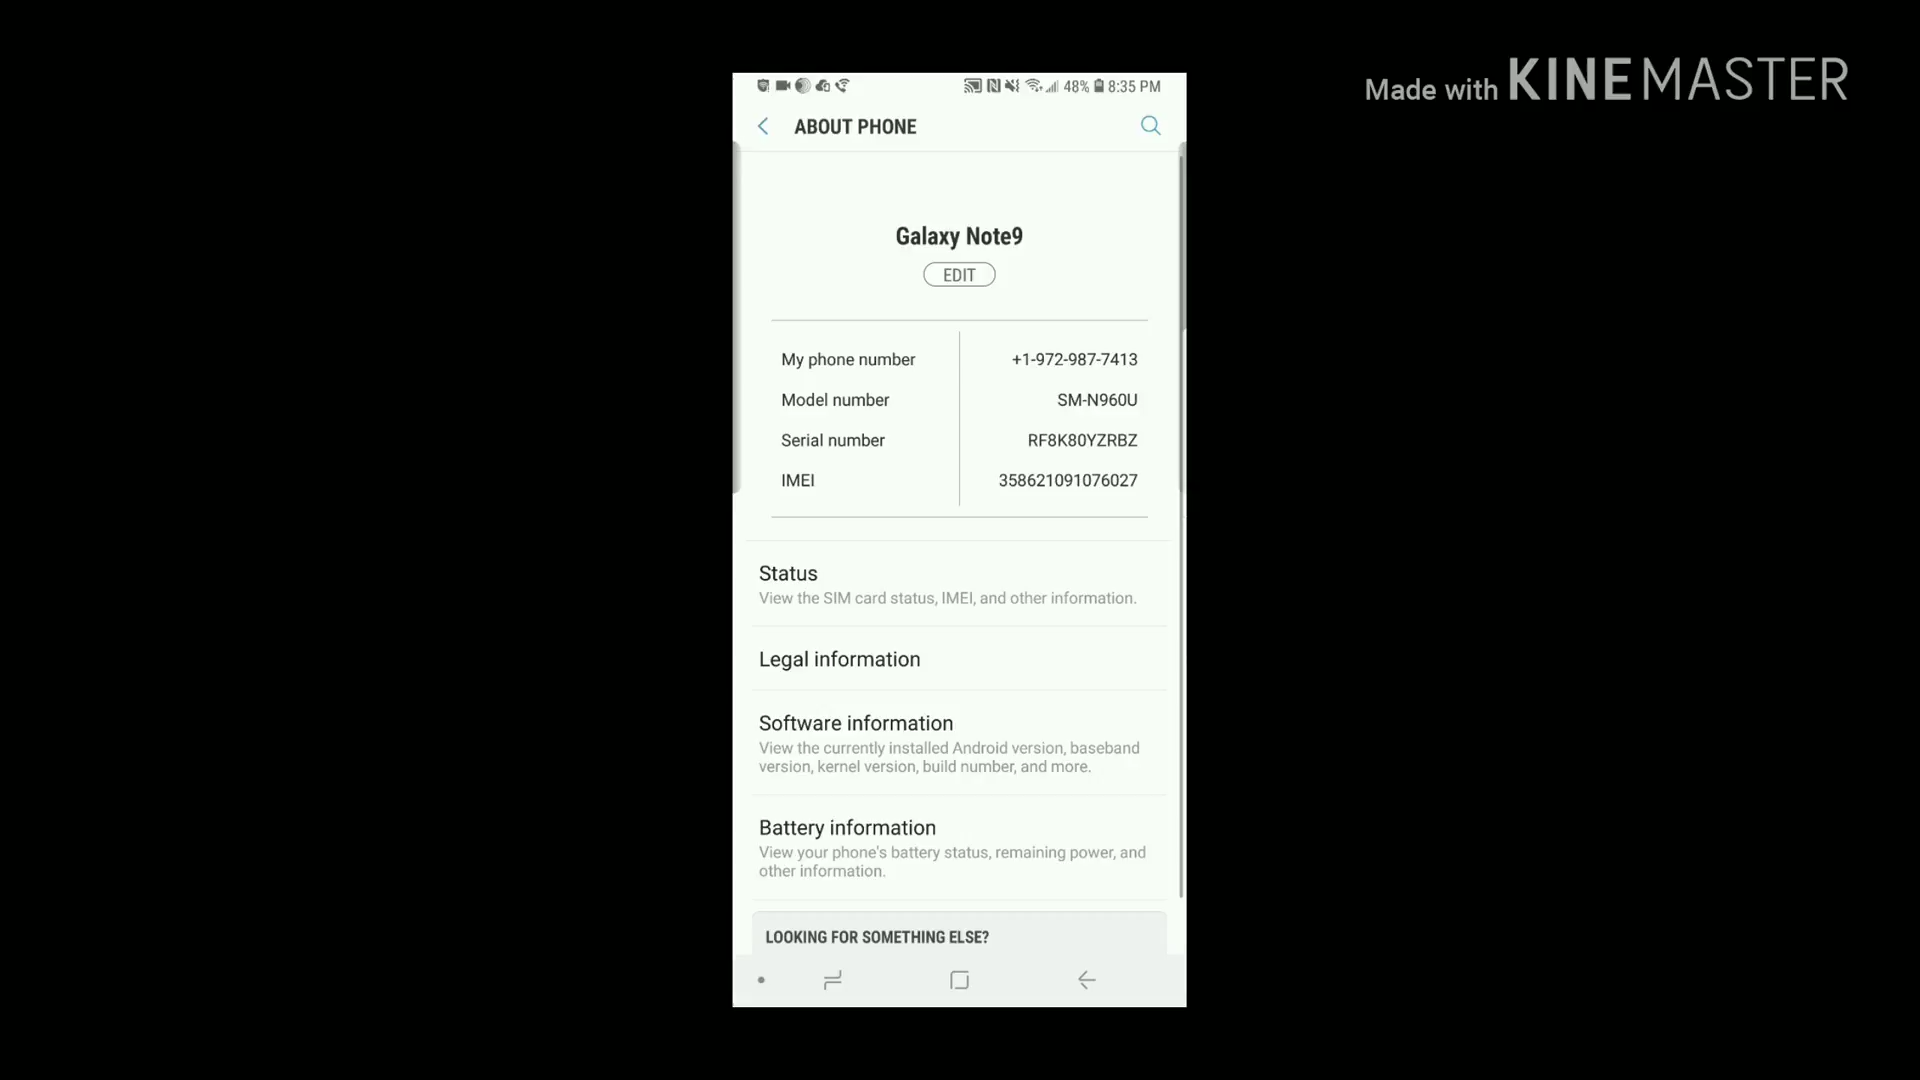 Made with KINEMASTER
48% 8:35 PM
ABOUT PHONE
Galaxy Note9
EDIT
My phone number +1-972-987-7413
Model number SM-N960U
Serial number RF8K80YZRBZ
IMEI 358621091076027
Status
View the SIM card status, IMEI, and other information.
Legal information
Software information
View the currently installed Android version, baseband
version, kernel version, build number, and more.
Battery information
View your phone's battery status, remaining power, and
other information.
LOOKING FOR SOMETHING ELSE?